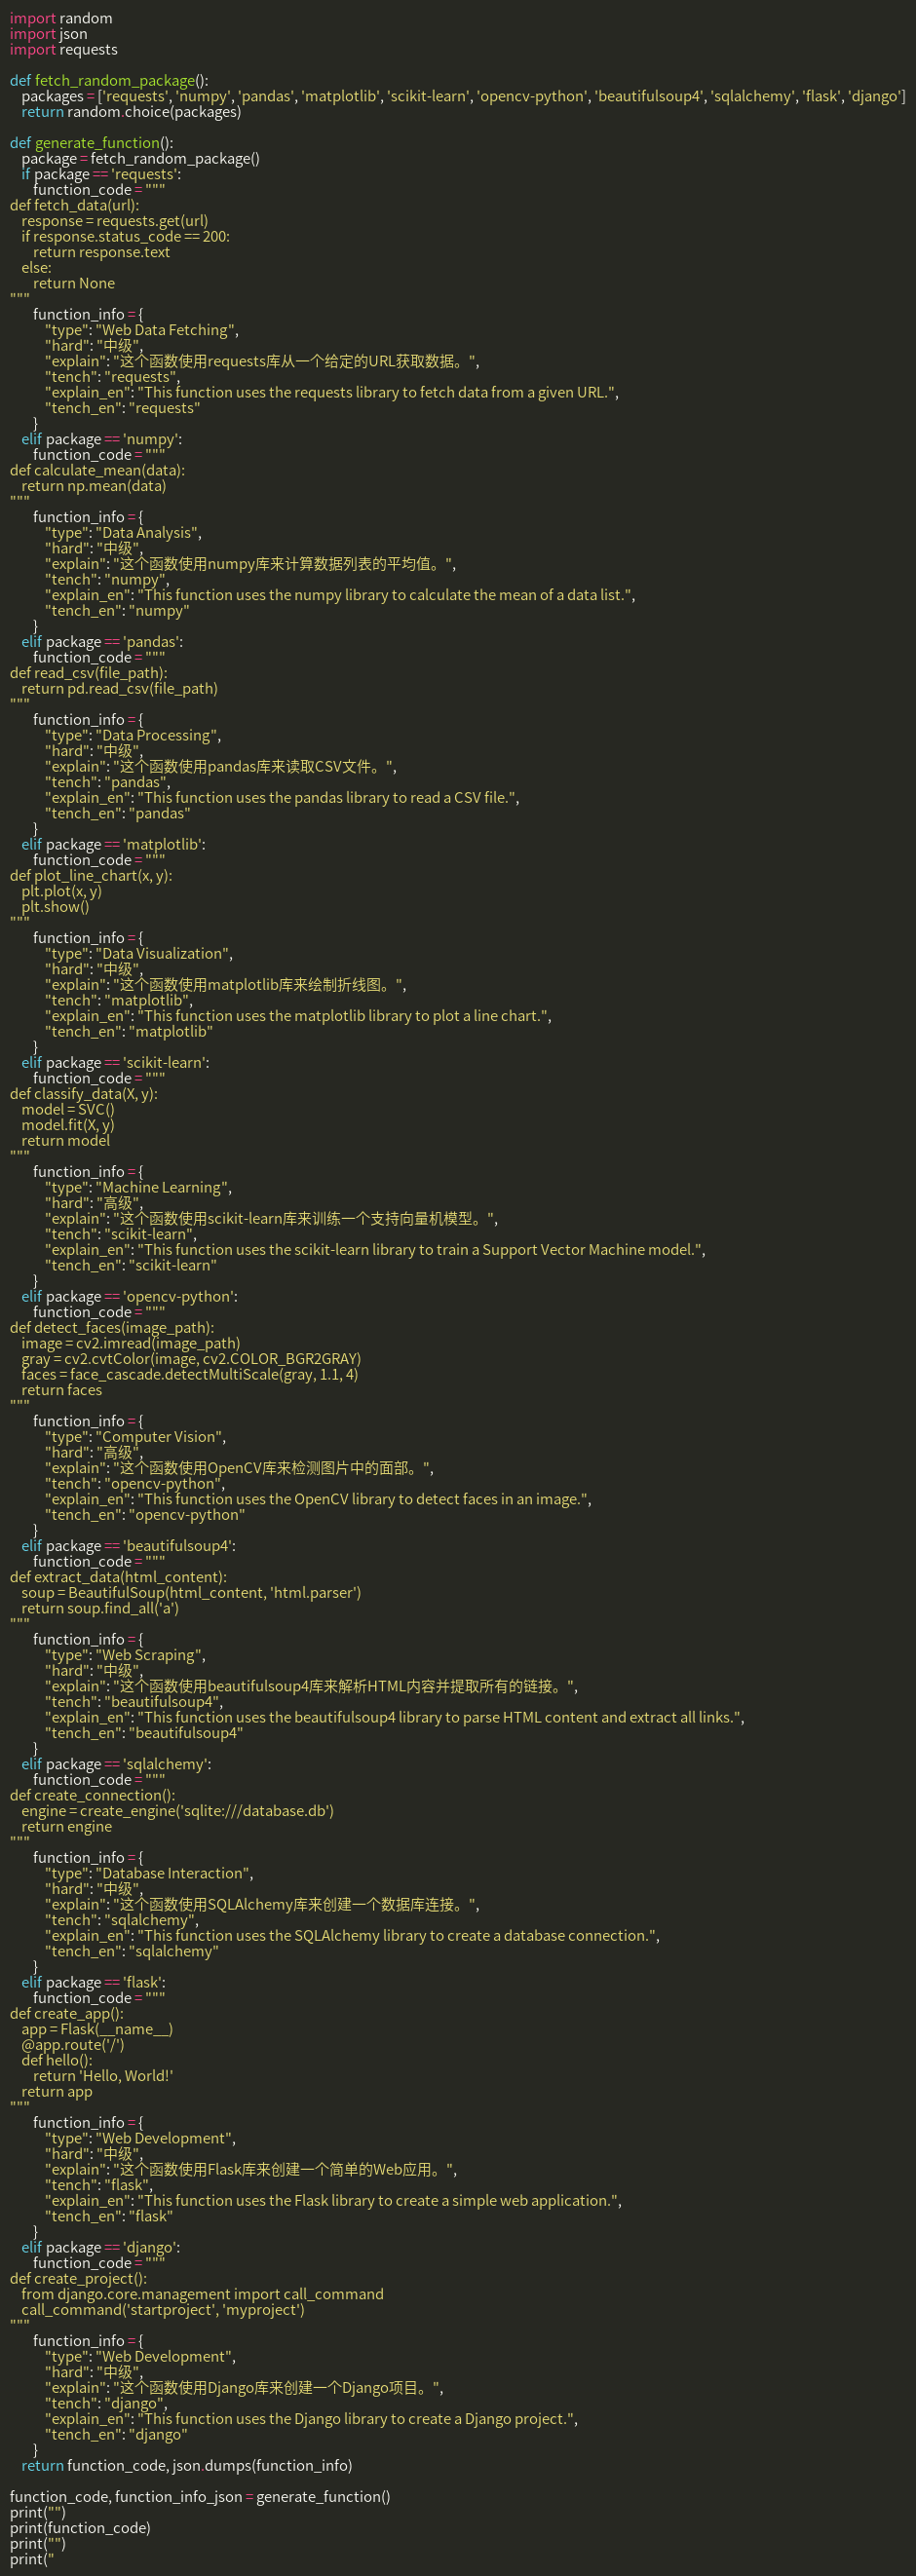 import random
import json
import requests

def fetch_random_package():
    packages = ['requests', 'numpy', 'pandas', 'matplotlib', 'scikit-learn', 'opencv-python', 'beautifulsoup4', 'sqlalchemy', 'flask', 'django']
    return random.choice(packages)

def generate_function():
    package = fetch_random_package()
    if package == 'requests':
        function_code = """
def fetch_data(url):
    response = requests.get(url)
    if response.status_code == 200:
        return response.text
    else:
        return None
"""
        function_info = {
            "type": "Web Data Fetching",
            "hard": "中级",
            "explain": "这个函数使用requests库从一个给定的URL获取数据。",
            "tench": "requests",
            "explain_en": "This function uses the requests library to fetch data from a given URL.",
            "tench_en": "requests"
        }
    elif package == 'numpy':
        function_code = """
def calculate_mean(data):
    return np.mean(data)
"""
        function_info = {
            "type": "Data Analysis",
            "hard": "中级",
            "explain": "这个函数使用numpy库来计算数据列表的平均值。",
            "tench": "numpy",
            "explain_en": "This function uses the numpy library to calculate the mean of a data list.",
            "tench_en": "numpy"
        }
    elif package == 'pandas':
        function_code = """
def read_csv(file_path):
    return pd.read_csv(file_path)
"""
        function_info = {
            "type": "Data Processing",
            "hard": "中级",
            "explain": "这个函数使用pandas库来读取CSV文件。",
            "tench": "pandas",
            "explain_en": "This function uses the pandas library to read a CSV file.",
            "tench_en": "pandas"
        }
    elif package == 'matplotlib':
        function_code = """
def plot_line_chart(x, y):
    plt.plot(x, y)
    plt.show()
"""
        function_info = {
            "type": "Data Visualization",
            "hard": "中级",
            "explain": "这个函数使用matplotlib库来绘制折线图。",
            "tench": "matplotlib",
            "explain_en": "This function uses the matplotlib library to plot a line chart.",
            "tench_en": "matplotlib"
        }
    elif package == 'scikit-learn':
        function_code = """
def classify_data(X, y):
    model = SVC()
    model.fit(X, y)
    return model
"""
        function_info = {
            "type": "Machine Learning",
            "hard": "高级",
            "explain": "这个函数使用scikit-learn库来训练一个支持向量机模型。",
            "tench": "scikit-learn",
            "explain_en": "This function uses the scikit-learn library to train a Support Vector Machine model.",
            "tench_en": "scikit-learn"
        }
    elif package == 'opencv-python':
        function_code = """
def detect_faces(image_path):
    image = cv2.imread(image_path)
    gray = cv2.cvtColor(image, cv2.COLOR_BGR2GRAY)
    faces = face_cascade.detectMultiScale(gray, 1.1, 4)
    return faces
"""
        function_info = {
            "type": "Computer Vision",
            "hard": "高级",
            "explain": "这个函数使用OpenCV库来检测图片中的面部。",
            "tench": "opencv-python",
            "explain_en": "This function uses the OpenCV library to detect faces in an image.",
            "tench_en": "opencv-python"
        }
    elif package == 'beautifulsoup4':
        function_code = """
def extract_data(html_content):
    soup = BeautifulSoup(html_content, 'html.parser')
    return soup.find_all('a')
"""
        function_info = {
            "type": "Web Scraping",
            "hard": "中级",
            "explain": "这个函数使用beautifulsoup4库来解析HTML内容并提取所有的链接。",
            "tench": "beautifulsoup4",
            "explain_en": "This function uses the beautifulsoup4 library to parse HTML content and extract all links.",
            "tench_en": "beautifulsoup4"
        }
    elif package == 'sqlalchemy':
        function_code = """
def create_connection():
    engine = create_engine('sqlite:///database.db')
    return engine
"""
        function_info = {
            "type": "Database Interaction",
            "hard": "中级",
            "explain": "这个函数使用SQLAlchemy库来创建一个数据库连接。",
            "tench": "sqlalchemy",
            "explain_en": "This function uses the SQLAlchemy library to create a database connection.",
            "tench_en": "sqlalchemy"
        }
    elif package == 'flask':
        function_code = """
def create_app():
    app = Flask(__name__)
    @app.route('/')
    def hello():
        return 'Hello, World!'
    return app
"""
        function_info = {
            "type": "Web Development",
            "hard": "中级",
            "explain": "这个函数使用Flask库来创建一个简单的Web应用。",
            "tench": "flask",
            "explain_en": "This function uses the Flask library to create a simple web application.",
            "tench_en": "flask"
        }
    elif package == 'django':
        function_code = """
def create_project():
    from django.core.management import call_command
    call_command('startproject', 'myproject')
"""
        function_info = {
            "type": "Web Development",
            "hard": "中级",
            "explain": "这个函数使用Django库来创建一个Django项目。",
            "tench": "django",
            "explain_en": "This function uses the Django library to create a Django project.",
            "tench_en": "django"
        }
    return function_code, json.dumps(function_info)

function_code, function_info_json = generate_function()
print("")
print(function_code)
print("")
print("